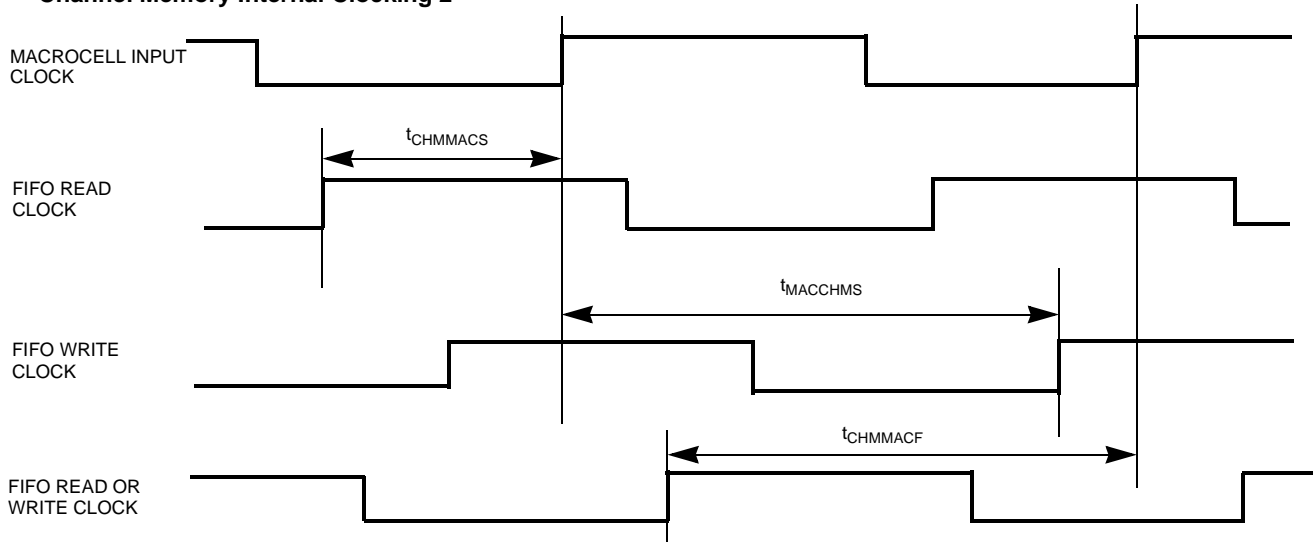 Channel Memory Internal Clocking 2
MACROCELL INPUT
CLOCK
tCHMMACS
FIFO READ
CLOCK
tMACCHMS
FIFO WRITE
CLOCK
tCHMMACF
FIFO READ OR
WRITE CLOCK